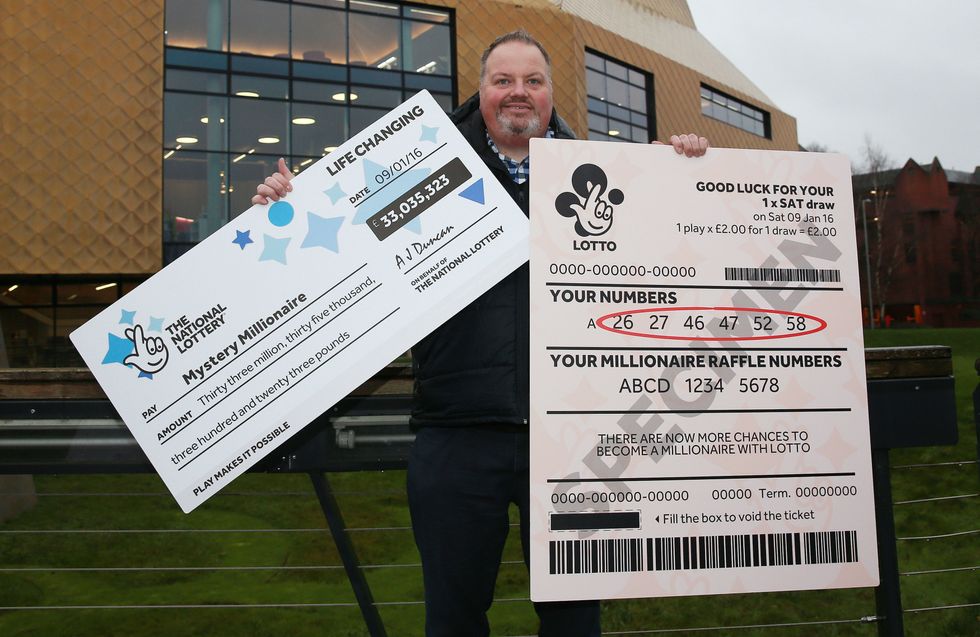 THE
NATIONAL
LOTTERY™
LIFE CHANGING
DATE 09/01/16
£ 33,035,323
PAY Mystery Millionaire
AMOUNT Thirty three million, thirty five thousand,
three hundred and twenty three pounds
A J Duncan
ON BEHALF OF
THE NATIONAL LOTTERY
PLAY MAKES IT POSSIBLE
LOTTO
GOOD LUCK FOR YOUR
1 x SAT draw
on Sat 09 Jan 16
1 play x £2.00 for 1 draw = £2.00
0000-000000-00000
YOUR NUMBERS
A 26 27 46 47 52 58
YOUR MILLIONAIRE RAFFLE NUMBERS
ABCD 1234 5678
SPECIMEN
THERE ARE NOW MORE CHANCES TO
BECOME A MILLIONAIRE WITH LOTTO
0000-000000-00000 00000 Term. 00000000
Fill the box to void the ticket